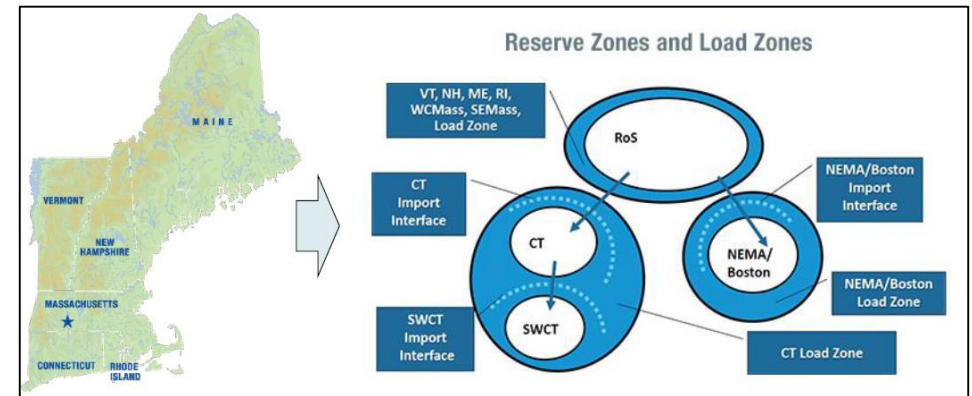 MAINE
VERMONT
NEW
HAMPSHIRE
MASSACHUSETTS
CONNECTICUT
RHODE
ISLAND
Reserve Zones and Load Zones
VT, NH, ME, RI,
WCMass, SEMass,
Load Zone
RoS
CT
Import
Interface
NEMA/Boston
Import
Interface
CT
NEMA/
Boston
SWCT
Import
Interface
SWCT
NEMA/Boston
Load Zone
CT Load Zone